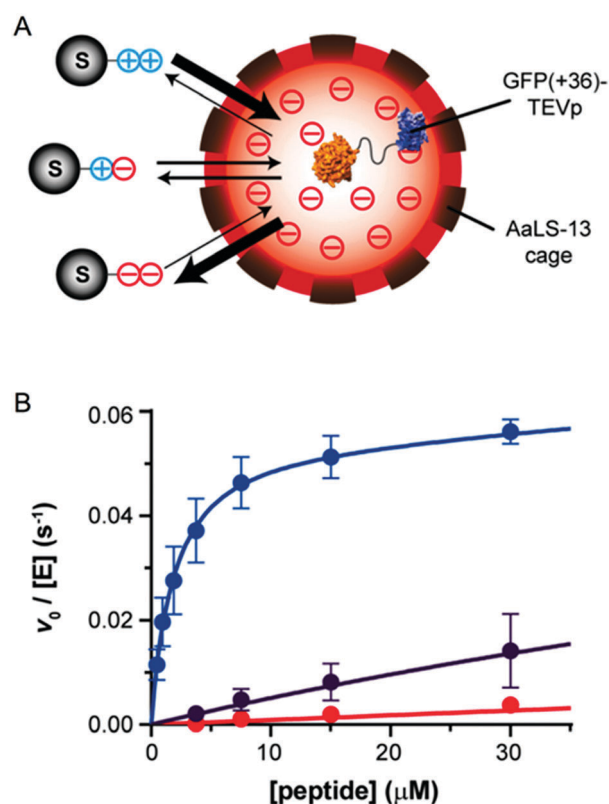 A
S
++
GFP(+36)-
TEVp
S
+−
AaLS-13
cage
S
−−
B
v₀ / [E] (s⁻¹)
0.06
0.04
0.02
0.00
0 10 20 30
[peptide] (μM)